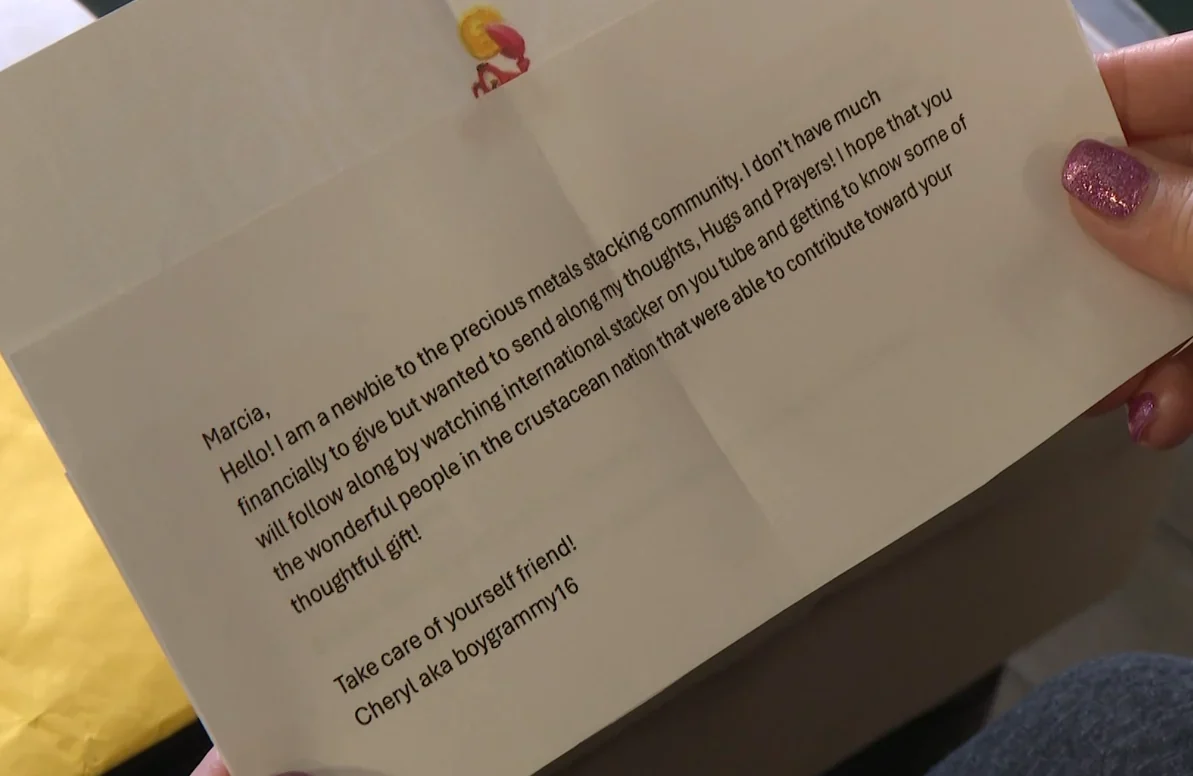 Marcia,
Hello! I am a newbie to the precious metals stacking community. I don't have much
financially to give but wanted to send along my thoughts, Hugs and Prayers! I hope that you
will follow along by watching international stacker on you tube and getting to know some of
the wonderful people in the crustacean nation that were able to contribute toward your
thoughtful gift!
Take care of yourself friend!
Cheryl aka boygrammy16